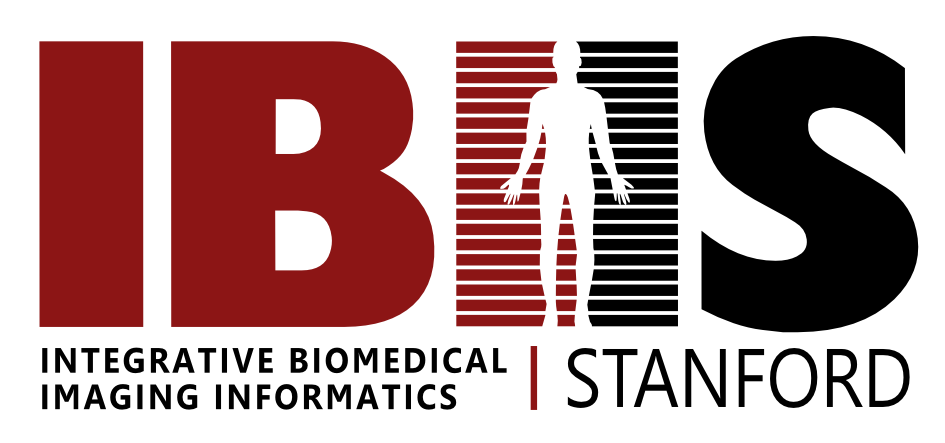 IBIIS
INTEGRATIVE BIOMEDICAL
IMAGING INFORMATICS
STANFORD